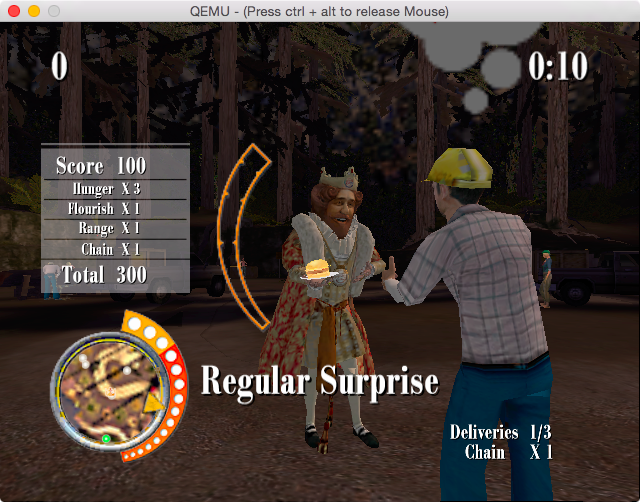 QEMU - (Press ctrl + alt to release Mouse)
0
0:10
Score 100
Hunger X 3
Flourish X 1
Range X 1
Chain X 1
Total 300
Regular Surprise
Deliveries 1/3
Chain X 1